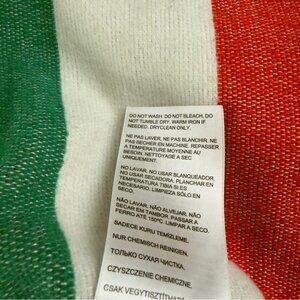 DO NOT WASH. DO NOT BLEACH. DO
NOT TUMBLE DRY. WARM IRON IF
NEEDED. DRYCLEAN ONLY.
NE PAS LAVER. NE PAS BLANCHIR. NE
PAS SECHER EN MACHINE. REPASSER
A TEMPERATURE MOYENNE AU
BESOIN. NETTOYAGE A SEC
UNIQUEMENT.
NO LAVAR. NO USAR BLANQUEADOR.
NO USAR SECADORA. PLANCHAR EN
TEMPERATURA TIBIA SI ES
NECESARIO. LIMPIEZA SÓLO EN
SECO.
NÃO LAVAR. NÃO ALVEJAR. NÃO
SECAR EM TAMBOR. PASSAR A
FERRO ATÉ 150ºC. LIMPAR A SECO.
SADECE KURU TEMİZLEME.
NUR CHEMISCH REINIGEN.
ТОЛЬКО СУХАЯ ЧИСТКА.
CZYSZCZENIE CHEMICZNE.
CSAK VEGYTISZTÍTHATÓ